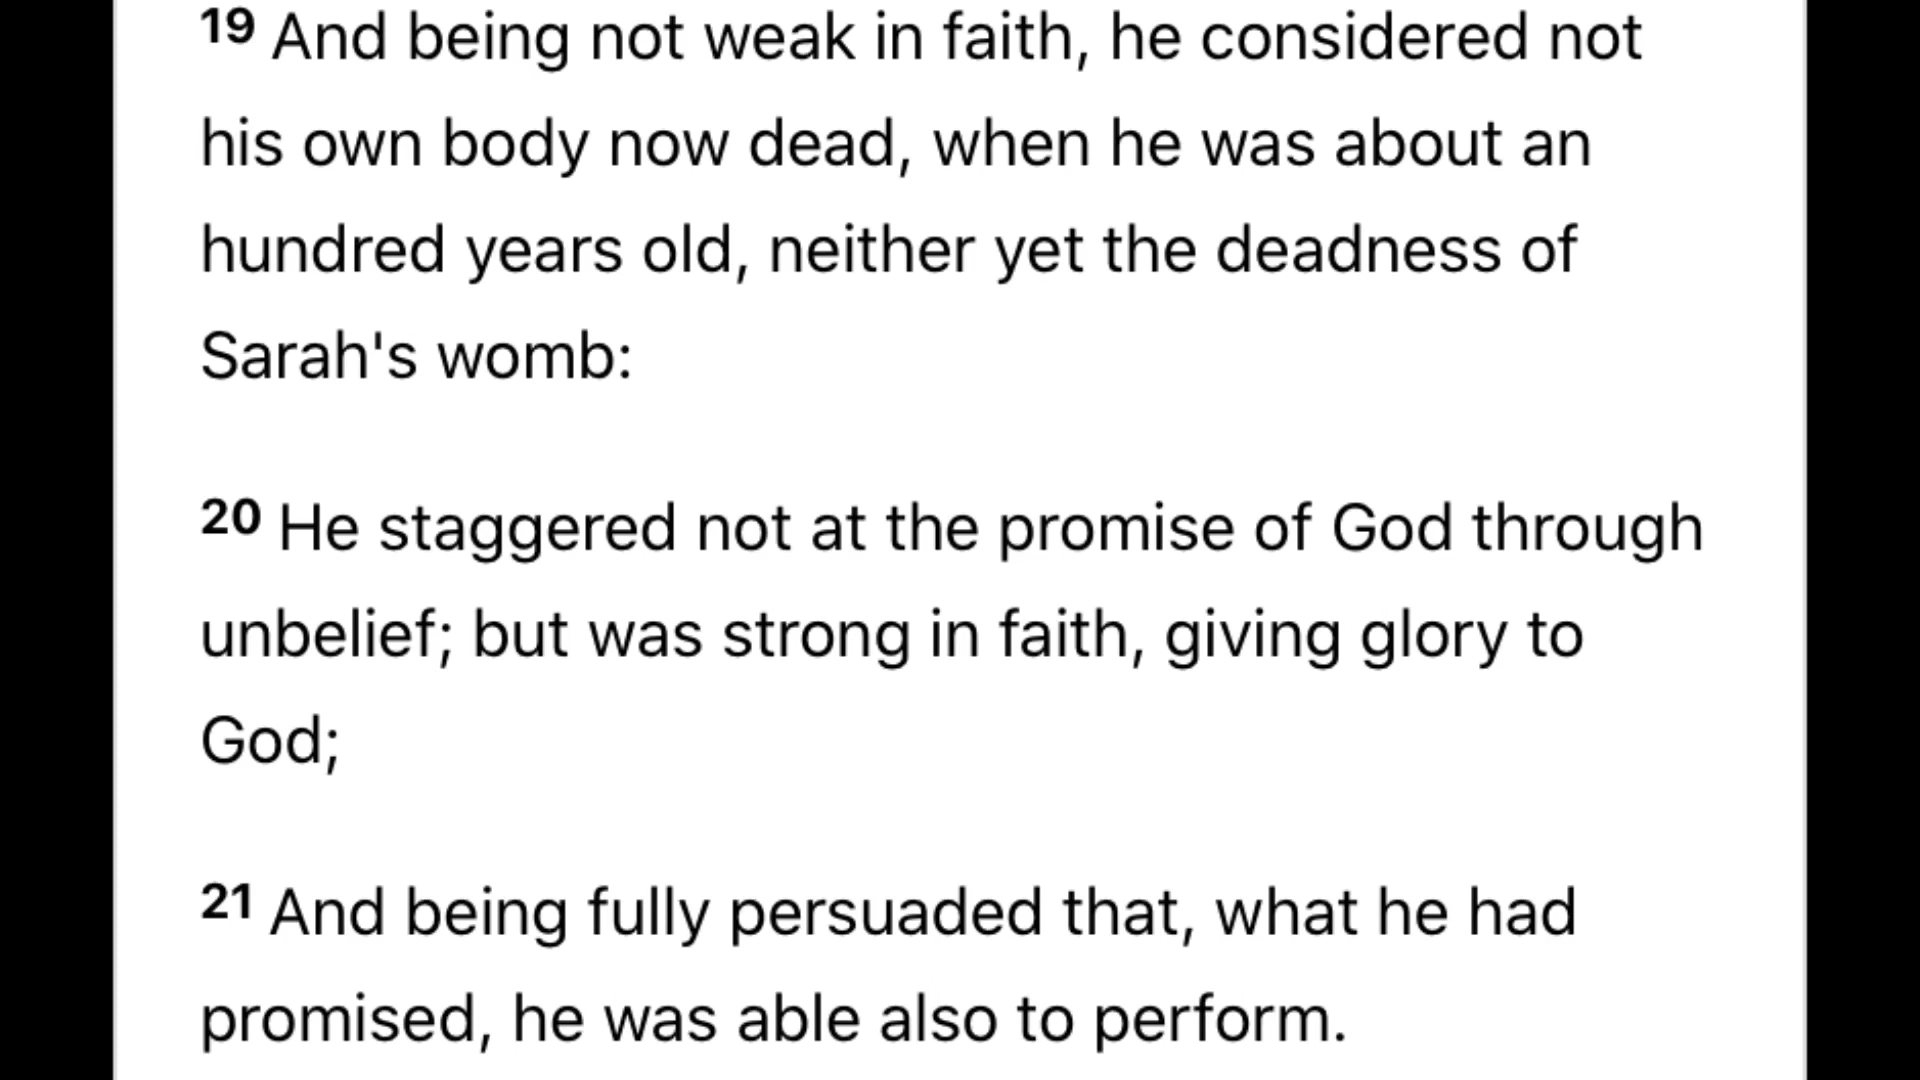 19 And being not weak in faith, he considered not
his own body now dead, when he was about an
hundred years old, neither yet the deadness of
Sarah's womb:
20 He staggered not at the promise of God through
unbelief; but was strong in faith, giving glory to
God;
21 And being fully persuaded that, what he had
promised, he was able also to perform.